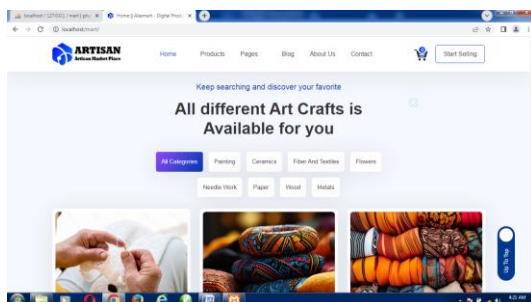 Home || Atiamart - Digital Prod
localhost/mart/
ARTISAN
Artisan Market Place
Home
Products
Pages
Blog
About Us
Contact
Start Selling
Keep searching and discover your favorite
All different Art Crafts is
Available for you
All Categories
Painting
Ceramics
Fiber And Textiles
Flowers
Needle Work
Paper
Wood
Metals
Up To Top